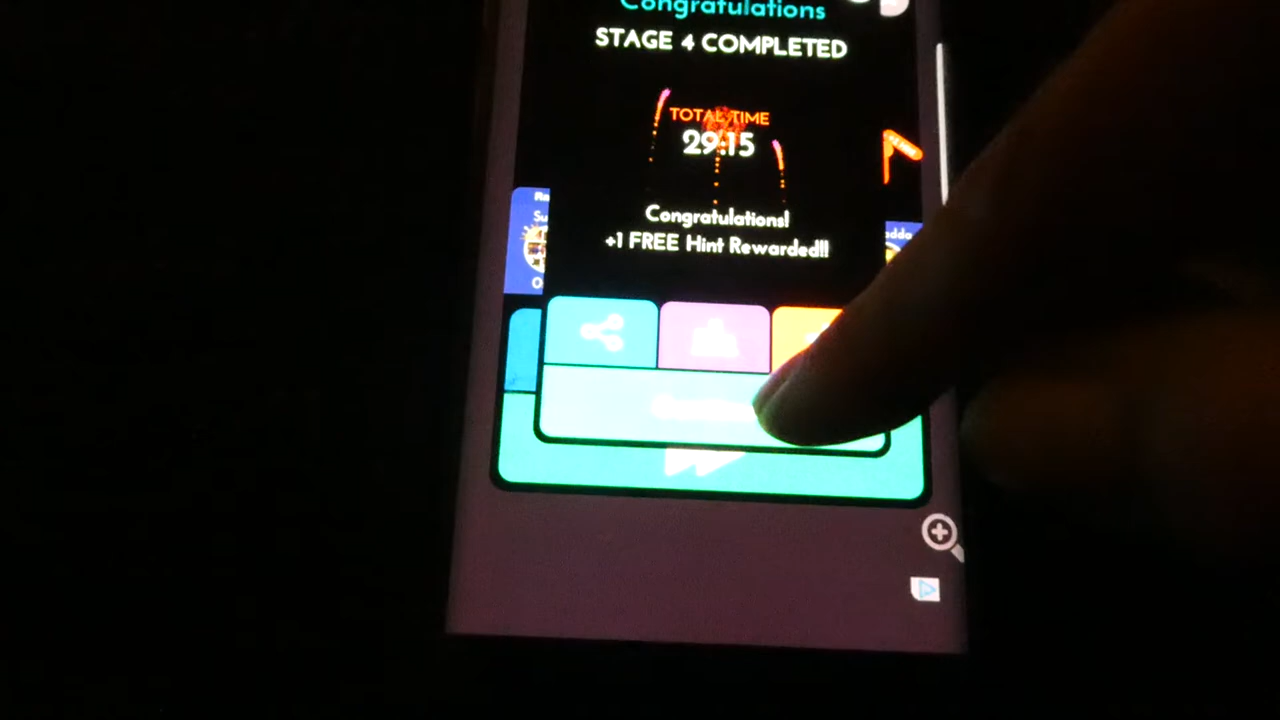 Congratulations
STAGE 4 COMPLETED
TOTAL TIME
29:15
Congratulations!
+1 FREE Hint Rewarded!!